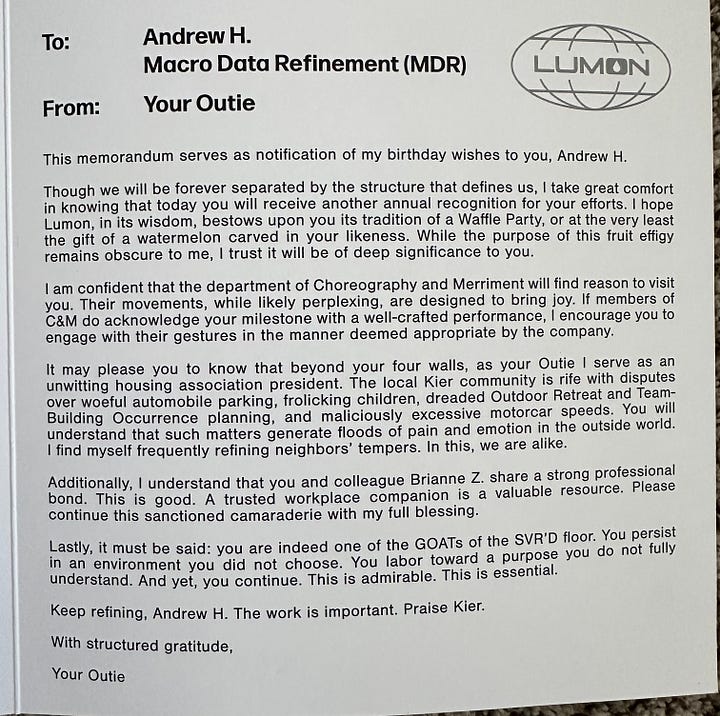 To: Andrew H.
Macro Data Refinement (MDR)
LUMON
From: Your Outie
This memorandum serves as notification of my birthday wishes to you, Andrew H.
Though we will be forever separated by the structure that defines us, I take great comfort
in knowing that today you will receive another annual recognition for your efforts. I hope
Lumon, in its wisdom, bestows upon you its tradition of a Waffle Party, or at the very least
the gift of a watermelon carved in your likeness. While the purpose of this fruit effigy
remains obscure to me, I trust it will be of deep significance to you.
I am confident that the department of Choreography and Merriment will find reason to visit
you. Their movements, while likely perplexing, are designed to bring joy. If members of
C&M do acknowledge your milestone with a well-crafted performance, I encourage you to
engage with their gestures in the manner deemed appropriate by the company.
It may please you to know that beyond your four walls, as your Outie I serve as an
unwitting housing association president. The local Kier community is rife with disputes
over woeful automobile parking, frolicking children, dreaded Outdoor Retreat and Team-
Building Occurrence planning, and maliciously excessive motorcar speeds. You will
understand that such matters generate floods of pain and emotion in the outside world.
I find myself frequently refining neighbors' tempers. In this, we are alike.
Additionally, I understand that you and colleague Brianne Z. share a strong professional
bond. This is good. A trusted workplace companion is a valuable resource. Please
continue this sanctioned camaraderie with my full blessing.
Lastly, it must be said: you are indeed one of the GOATs of the SVR'D floor. You persist
in an environment you did not choose. You labor toward a purpose you do not fully
understand. And yet, you continue. This is admirable. This is essential.
Keep refining, Andrew H. The work is important. Praise Kier.
With structured gratitude,
Your Outie